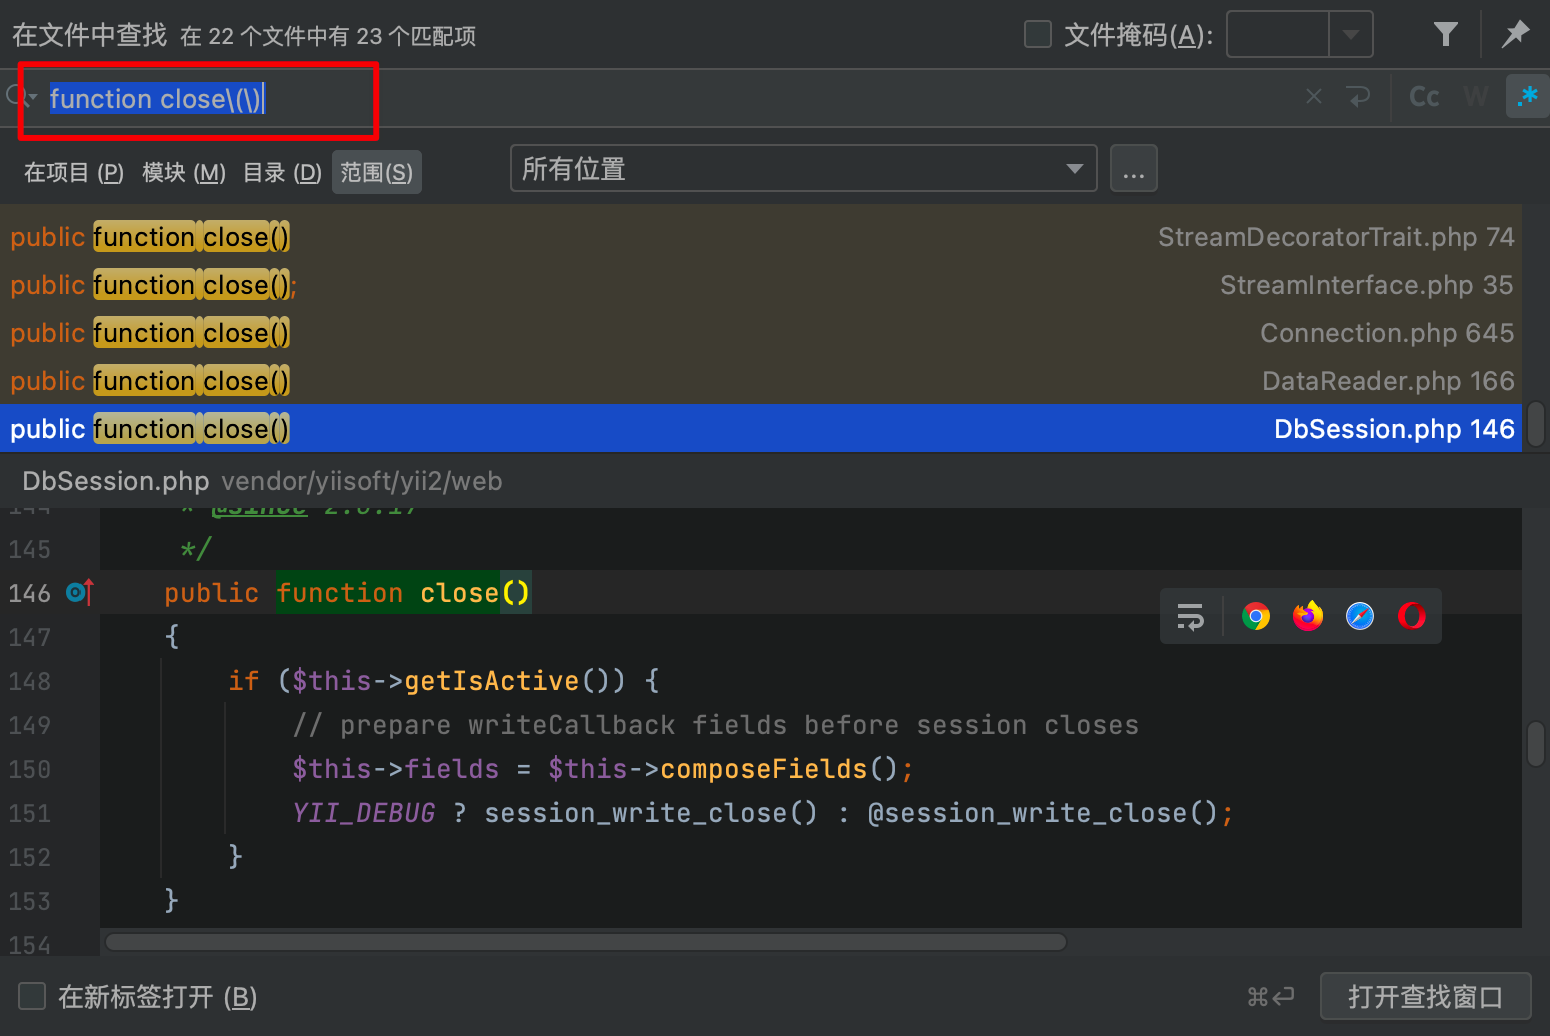 在文件中查找 在 22 个文件中有 23 个匹配项 文件掩码(A):
function close\(\) Cc W .*
在项目 (P) 模块 (M) 目录 (D) 范围(S) 所有位置 ...
public function close() StreamDecoratorTrait.php 74
public function close(); StreamInterface.php 35
public function close() Connection.php 645
public function close() DataReader.php 166
public function close() DbSession.php 146
DbSession.php vendor/yiisoft/yii2/web
144 * @since 2.0.17
145 */
146 public function close()
147 {
148 if ($this->getIsActive()) {
149 // prepare writeCallback fields before session closes
150 $this->fields = $this->composeFields();
151 YII_DEBUG ? session_write_close() : @session_write_close();
152 }
153 }
154
在新标签打开 (B) ⌘↩ 打开查找窗口